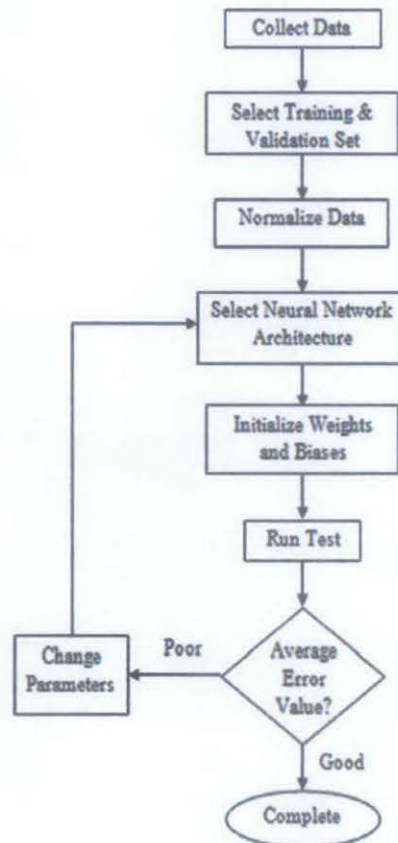 Collect Data
Select Training &
Validation Set
Normalize Data
Select Neural Network
Architecture
Initialize Weights
and Biases
Run Test
Average
Error
Value?
Poor
Change
Parameters
Good
Complete